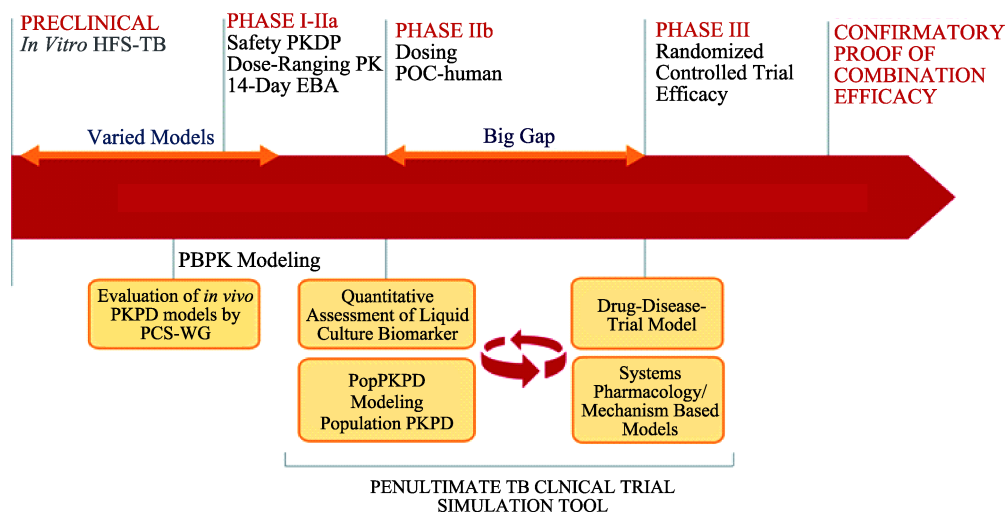 PRECLINICAL
In Vitro HFS-TB
PHASE I-IIa
Safety PKDP
Dose-Ranging PK
14-Day EBA
PHASE IIb
Dosing
POC-human
PHASE III
Randomized
Controlled Trial
Efficacy
CONFIRMATORY
PROOF OF
COMBINATION
EFFICACY
Varied Models
Big Gap
PBPK Modeling
Evaluation of in vivo
PKPD models by
PCS-WG
Quantitative
Assessment of Liquid
Culture Biomarker
Drug-Disease-
Trial Model
PopPKPD
Modeling
Population PKPD
Systems
Pharmacology/
Mechanism Based
Models
PENULTIMATE TB CLNICAL TRIAL
SIMULATION TOOL